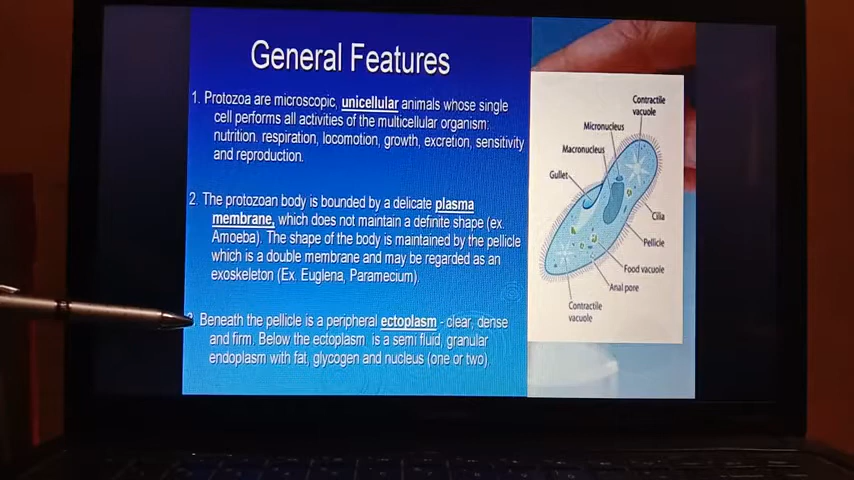 General Features
1. Protozoa are microscopic, unicellular animals whose single
cell performs all activities of the multicellular organism:
nutrition. respiration, locomotion, growth, excretion, sensitivity
and reproduction.
2. The protozoan body is bounded by a delicate plasma
membrane, which does not maintain a definite shape (ex.
Amoeba). The shape of the body is maintained by the pellicle
which is a double membrane and may be regarded as an
exoskeleton (Ex. Euglena, Paramecium).
3 Beneath the pellicle is a peripheral ectoplasm - clear, dense
and firm. Below the ectoplasm is a semi fluid, granular
endoplasm with fat, glycogen and nucleus (one or two).
Contractile
vacuole
Micronucleus
Macronucleus
Gullet
Cilia
Pellicle
Food vacuole
Anal pore
Contractile
vacuole